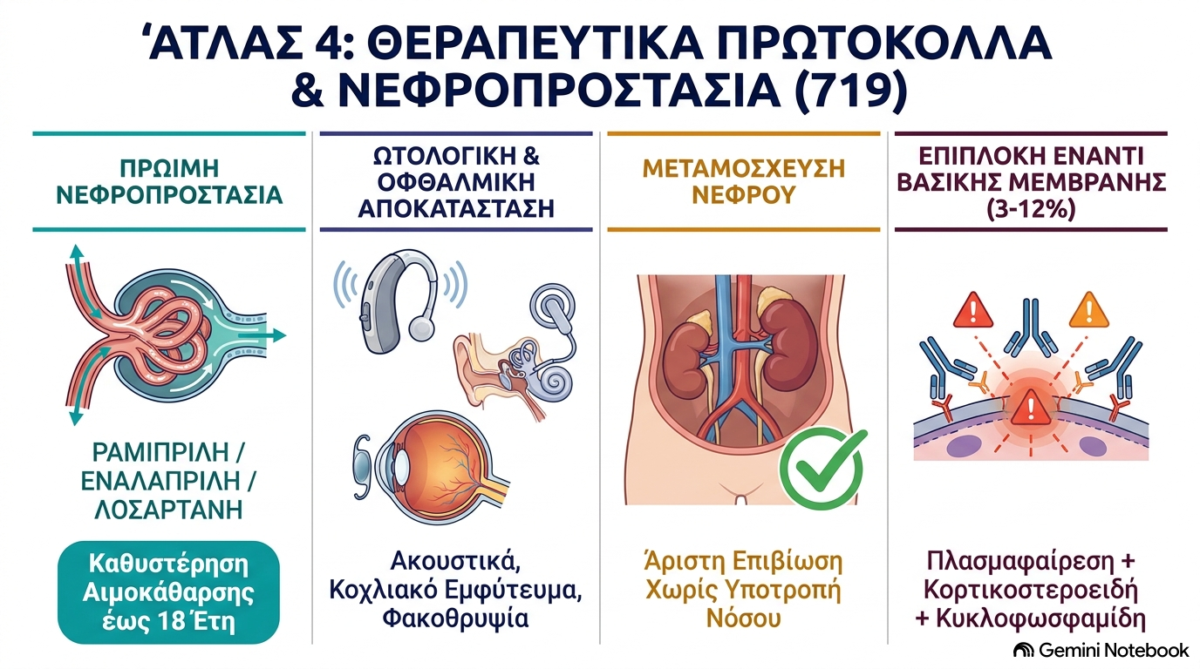 ‘ΑΤΛΑΣ 4: ΘΕΡΑΠΕΥΤΙΚΑ ΠΡΩΤΟΚΟΛΛΑ
& ΝΕΦΡΟΠΡΟΣΤΑΣΙΑ (719)
ΠΡΩΙΜΗ
ΝΕΦΡΟΠΡΟΣΤΑΣΙΑ
ΡΑΜΙΠΡΙΛΗ /
ΕΝΑΛΑΠΡΙΛΗ /
ΛΟΣΑΡΤΑΝΗ
Καθυστέρηση
Αιμοκάθαρσης
έως 18 Έτη
ΩΤΟΛΟΓΙΚΗ &
ΟΦΘΑΛΜΙΚΗ
ΑΠΟΚΑΤΑΣΤΑΣΗ
Ακουστικά,
Κοχλιακό Εμφύτευμα,
Φακοθρυψία
ΜΕΤΑΜΟΣΧΕΥΣΗ
ΝΕΦΡΟΥ
Άριστη Επιβίωση
Χωρίς Υποτροπή
Νόσου
ΕΠΙΠΛΟΚΗ ΕΝΑΝΤΙ
ΒΑΣΙΚΗΣ ΜΕΜΒΡΑΝΗΣ
(3-12%)
Πλασμαφαίρεση +
Κορτικοστεροειδή
+ Κυκλοφωσφαμίδη
Gemini Notebook